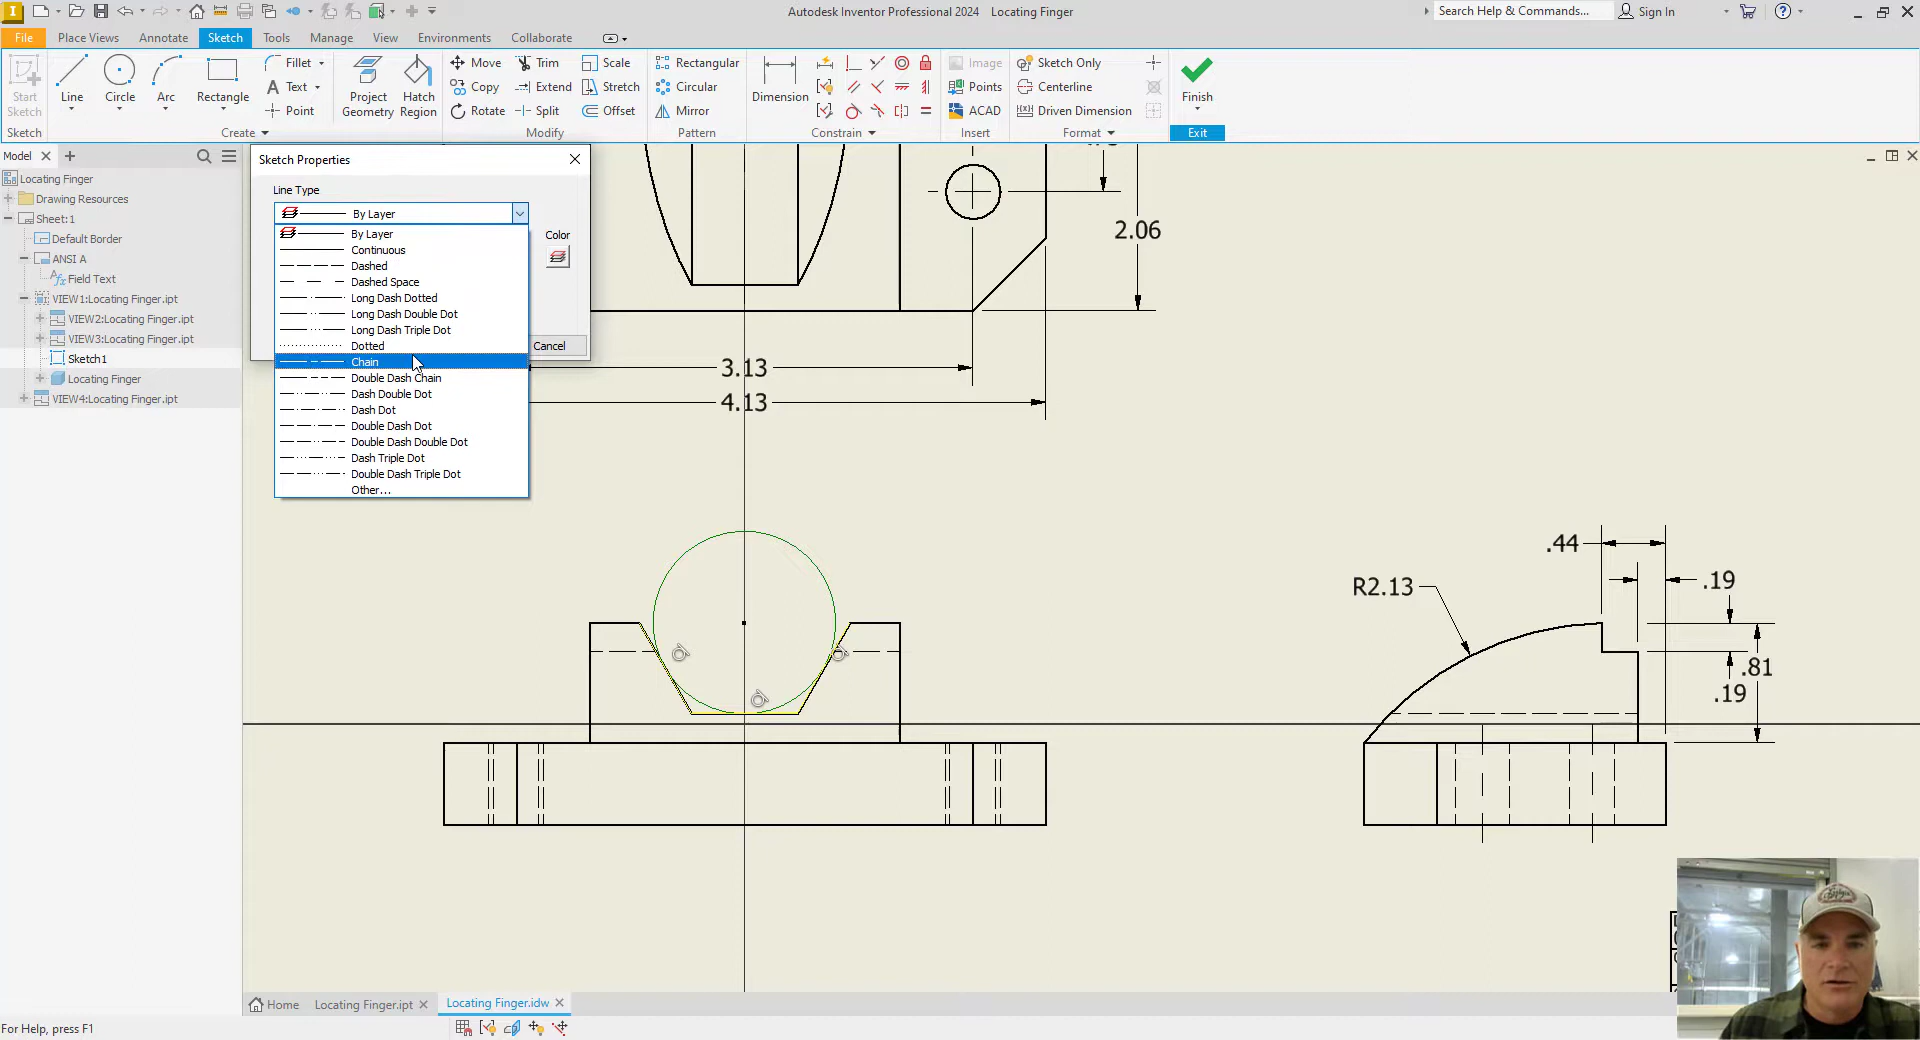 Autodesk Inventor Professional 2024 Locating Finger
Search Help & Commands...
Sign In
File
Place Views
Annotate
Sketch
Tools
Manage
View
Environments
Collaborate
Start Sketch
Line
Circle
Arc
Rectangle
Fillet
Text
Point
Project Geometry
Hatch Region
Move
Copy
Rotate
Trim
Extend
Split
Scale
Stretch
Offset
Rectangular
Circular
Mirror
Dimension
Image
Points
ACAD
Sketch Only
Centerline
Driven Dimension
Finish
Sketch
Create
Modify
Pattern
Constrain
Insert
Format
Exit
Model
Locating Finger
Drawing Resources
Sheet:1
Default Border
ANSI A
Field Text
VIEW1:Locating Finger.ipt
VIEW2:Locating Finger.ipt
VIEW3:Locating Finger.ipt
Sketch1
Locating Finger
VIEW4:Locating Finger.ipt
Sketch Properties
Line Type
By Layer
Color
By Layer
Continuous
Dashed
Dashed Space
Long Dash Dotted
Long Dash Double Dot
Long Dash Triple Dot
Dotted
Chain
Double Dash Chain
Dash Double Dot
Dash Dot
Double Dash Dot
Double Dash Double Dot
Dash Triple Dot
Double Dash Triple Dot
Other...
Cancel
2.06
3.13
4.13
.44
.19
R2.13
.81
.19
Home
Locating Finger.ipt
Locating Finger.idw
For Help, press F1